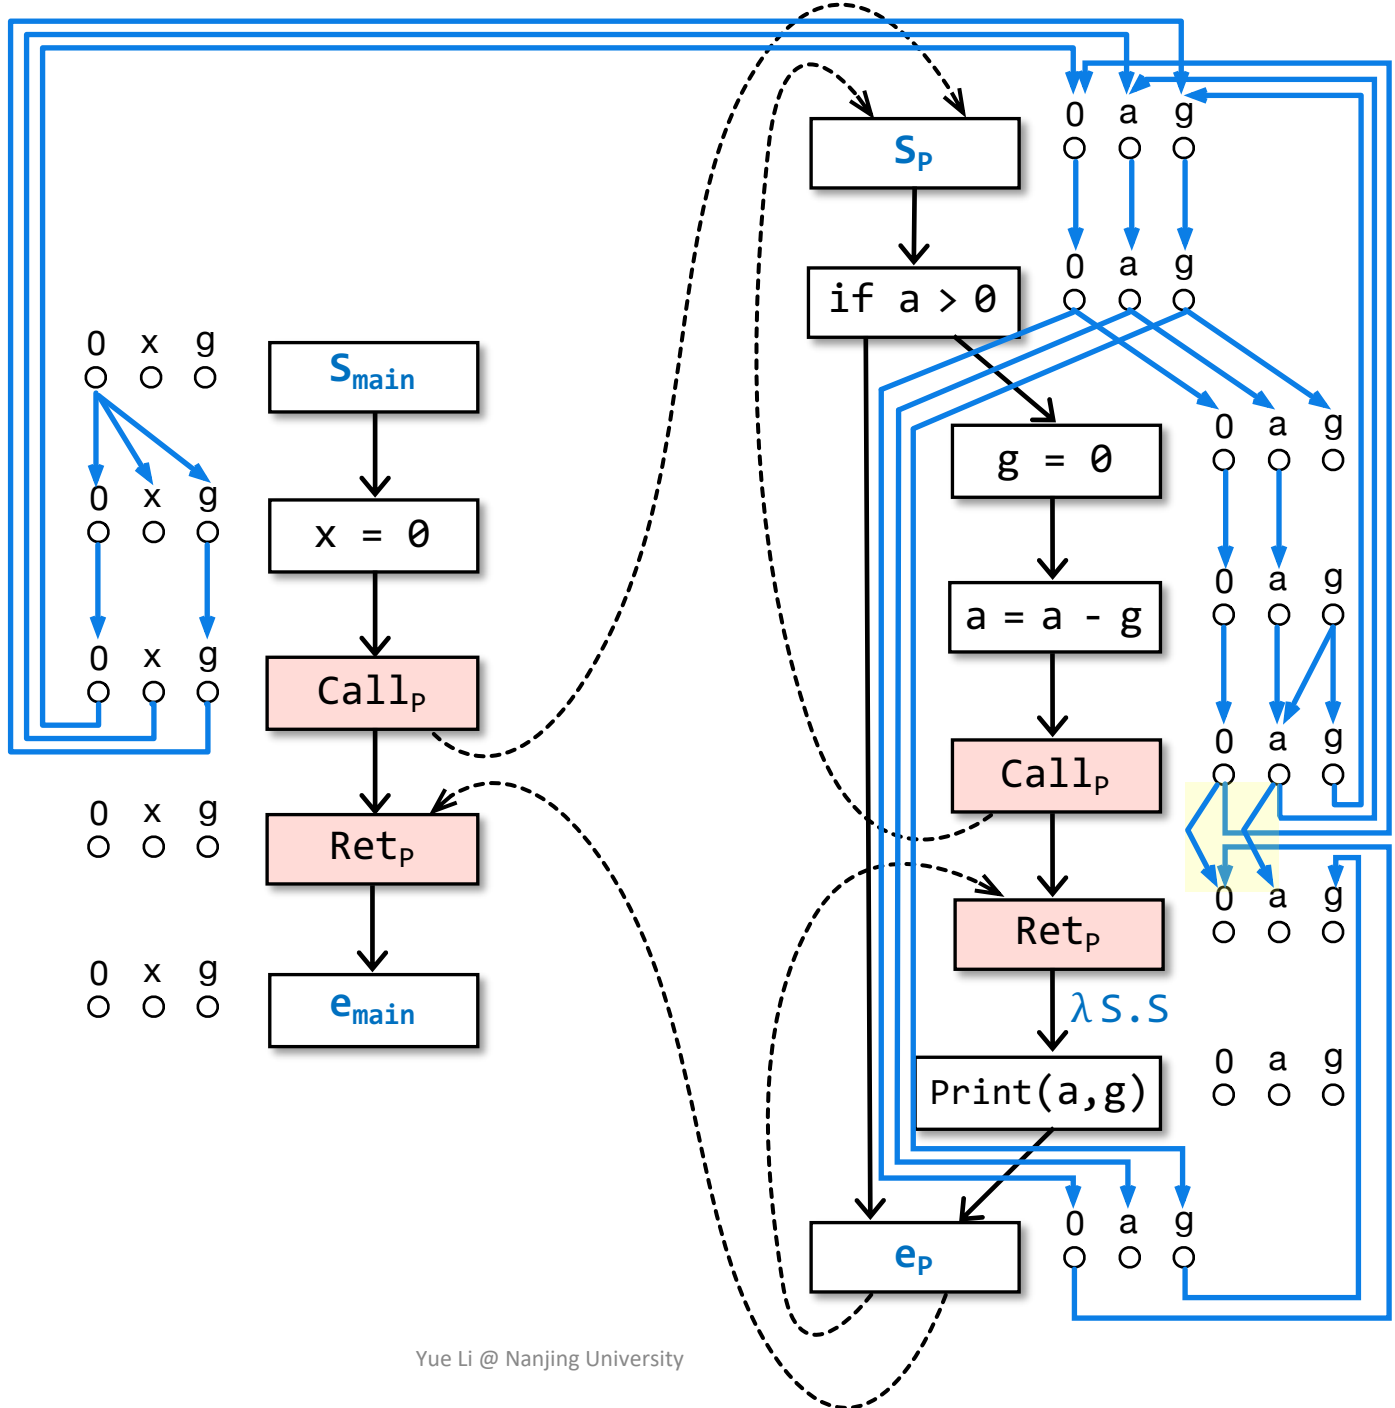 0 a g
S_P
0 a g
if a > 0
0 x g
S_main
0 a g
g = 0
0 x g
x = 0
0 a g
a = a - g
0 x g
Call_P
0 a g
Call_P
0 x g
Ret_P
0 a g
Ret_P
0 x g
e_main
λS.S
0 a g
Print(a,g)
0 a g
e_P
Yue Li @ Nanjing University